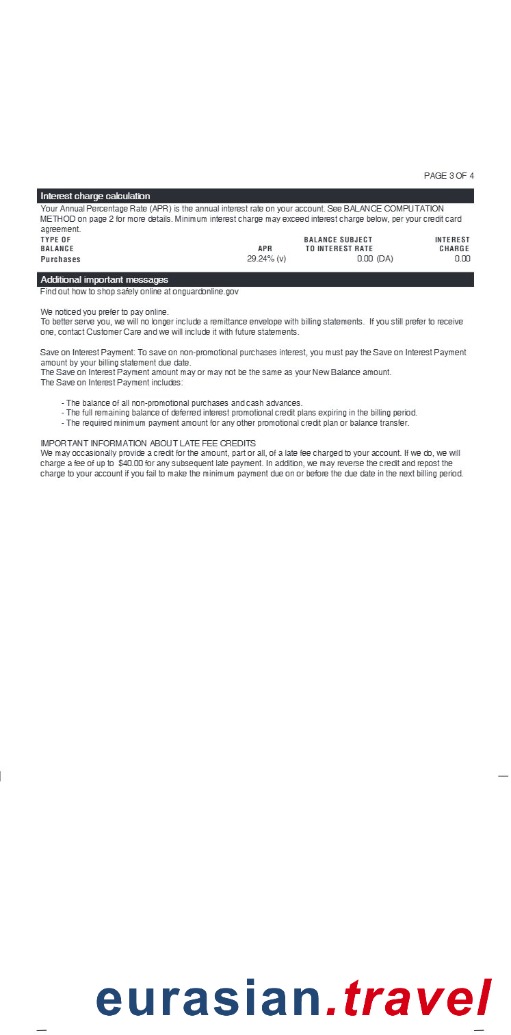 PAGE 3 OF 4
Interest charge calculation
Your Annual Percentage Rate (APR) is the annual interest rate on your account. See BALANCE COMPUTATION
METHOD on page 2 for more details. Minimum interest charge may exceed interest charge below, per your credit card
agreement.
TYPE OF BALANCE SUBJECT INTEREST
BALANCE APR TO INTEREST RATE CHARGE
Purchases 29.24% (v) 0.00 (DA) 0.00
Additional important messages
Find out how to shop safely online at onguardonline.gov
We noticed you prefer to pay online.
To better serve you, we will no longer include a remittance envelope with billing statements. If you still prefer to receive
one, contact Customer Care and we will include it with future statements.
Save on Interest Payment: To save on non-promotional purchases interest, you must pay the Save on Interest Payment
amount by your billing statement due date.
The Save on Interest Payment amount may or may not be the same as your New Balance amount.
The Save on Interest Payment includes:
- The balance of all non-promotional purchases and cash advances.
- The full remaining balance of deferred interest promotional credit plans expiring in the billing period.
- The required minimum payment amount for any other promotional credit plan or balance transfer.
IMPORTANT INFORMATION ABOUT LATE FEE CREDITS
We may occasionally provide a credit for the amount, part or all, of a late fee charged to your account. If we do, we will
charge a fee of up to $40.00 for any subsequent late payment. In addition, we may reverse the credit and repost the
charge to your account if you fail to make the minimum payment due on or before the due date in the next billing period.
eurasian.travel